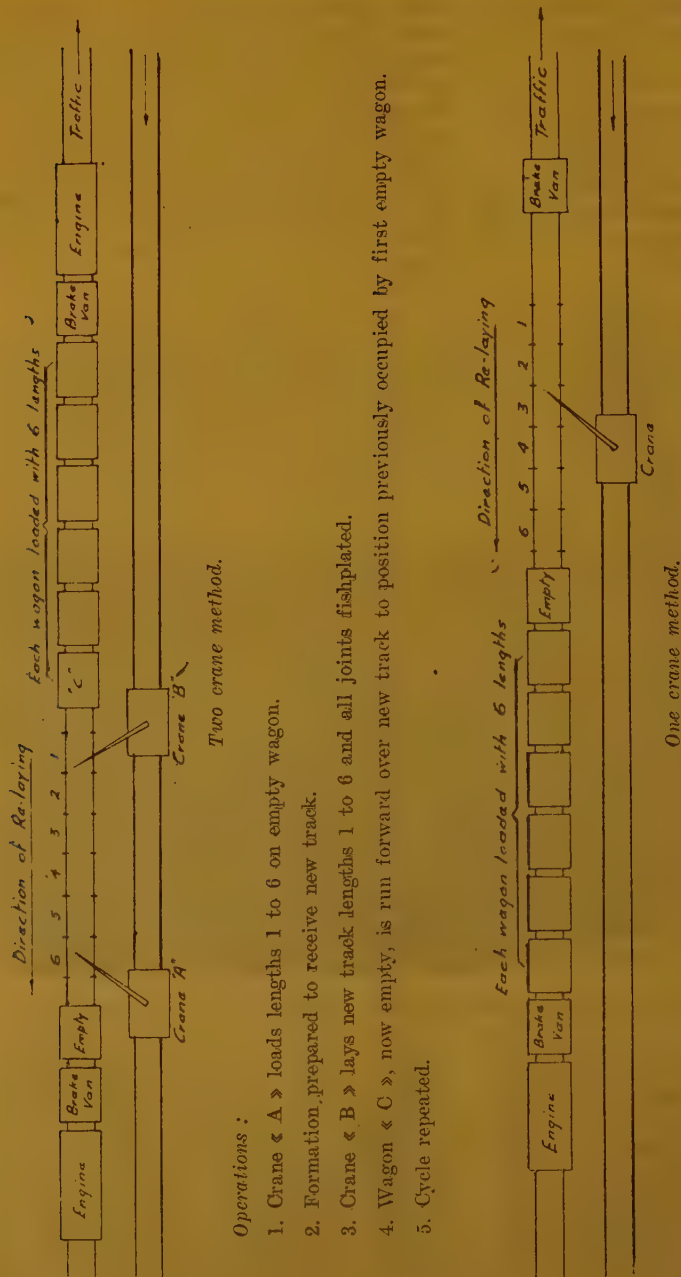 Direction of Re-laying
Each wagon loaded with 6 lengths
Engine
Brake
Van
Empty
6
5
4
3
2
1
"C"
Brake
Van
Engine
Traffic
Crane "A"
Crane "B"
Two crane method.
Operations :
1. Crane « A » loads lengths 1 to 6 on empty wagon.
2. Formation prepared to receive new track.
3. Crane « B » lays new track lengths 1 to 6 and all joints fishplated.
4. Wagon « C », now empty, is run forward over new track to position previously occupied by first empty wagon.
5. Cycle repeated.
Each wagon loaded with 6 lengths
Direction of Re-laying
Engine
Brake
Van
Empty
6
5
4
3
2
1
Brake
Van
Traffic
Crane
One crane method.